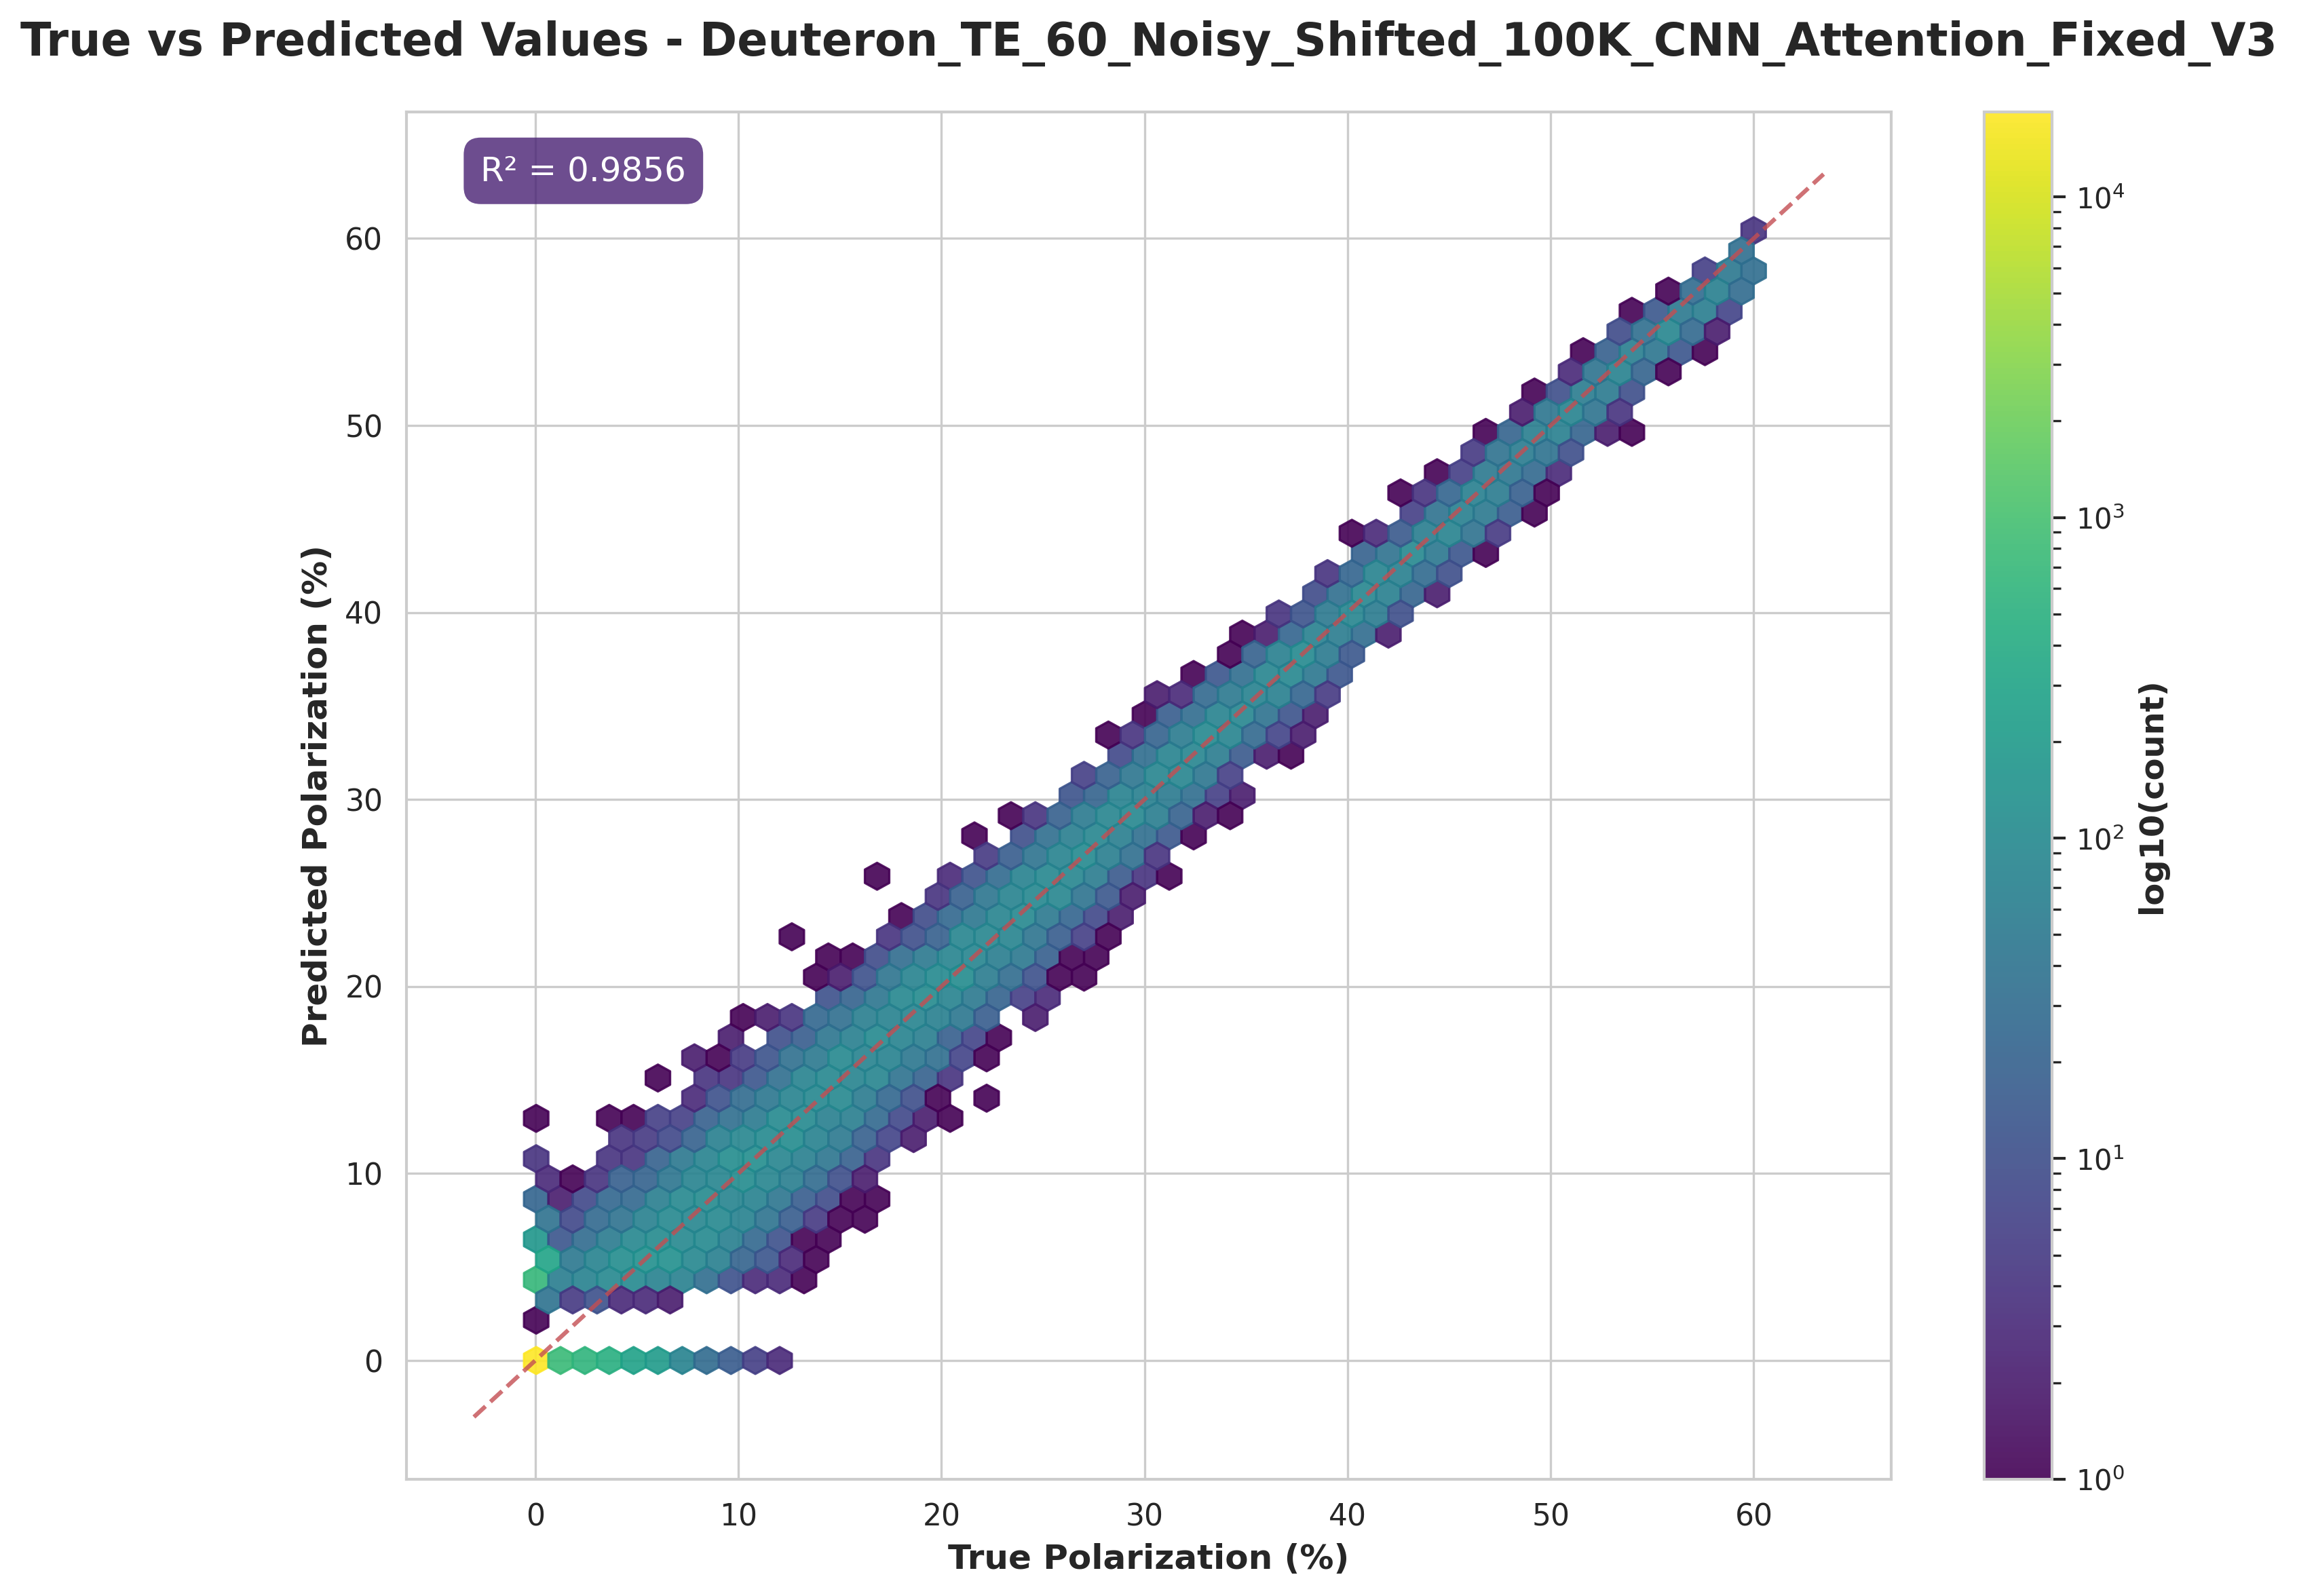 True vs Predicted Values - Deuteron_TE_60_Noisy_Shifted_100K_CNN_Attention_Fixed_V3
R² = 0.9856
Predicted Polarization (%)
60
50
40
30
20
10
0
0 10 20 30 40 50 60
True Polarization (%)
10⁴
10³
10²
10¹
10⁰
log10(count)